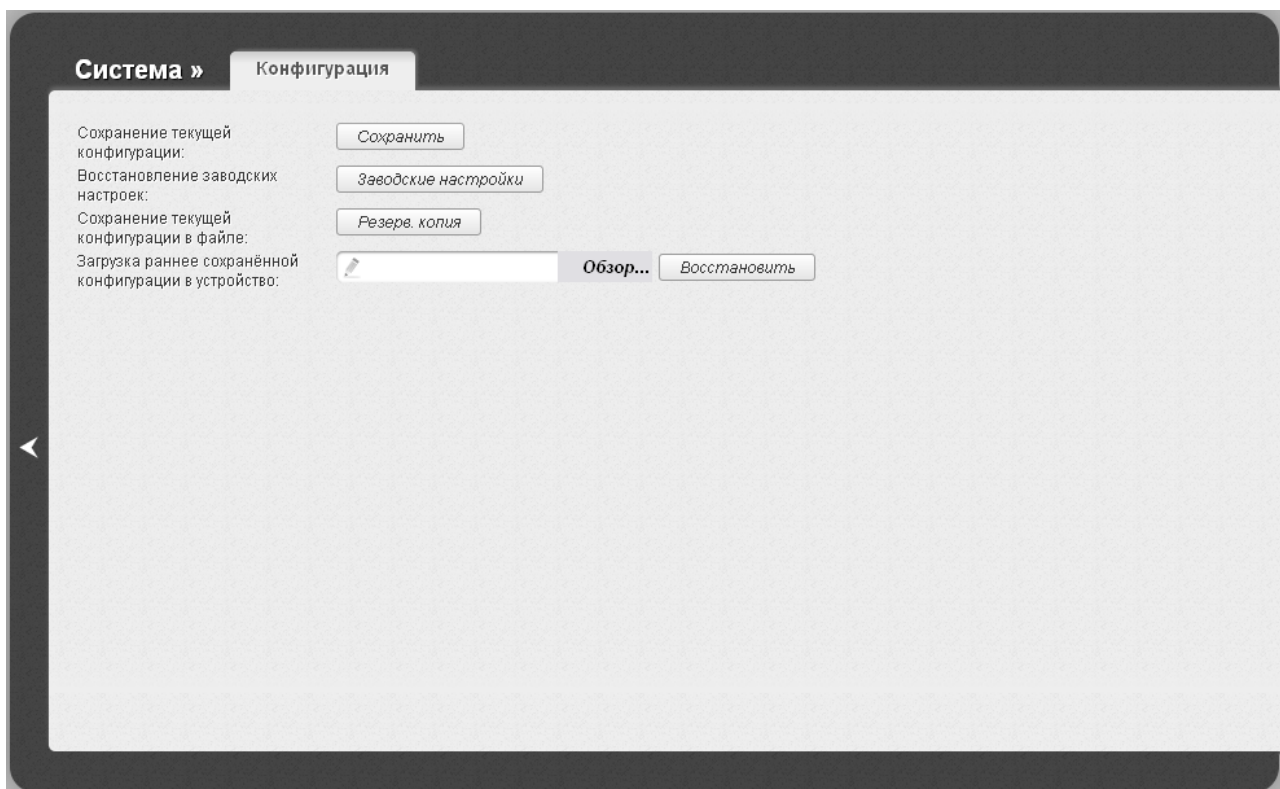 Система » Конфигурация
Сохранение текущей
конфигурации:
Сохранить
Восстановление заводских
настроек:
Заводские настройки
Сохранение текущей
конфигурации в файле:
Резерв. копия
Загрузка раннее сохранённой
конфигурации в устройство:
Обзор... Восстановить